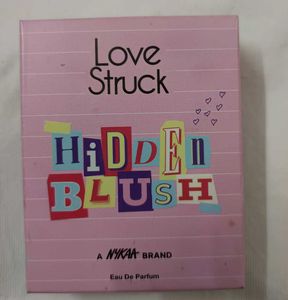 Love
Struck
HiDDEn
BLUSH
A NYKAA BRAND
Eau De Parfum